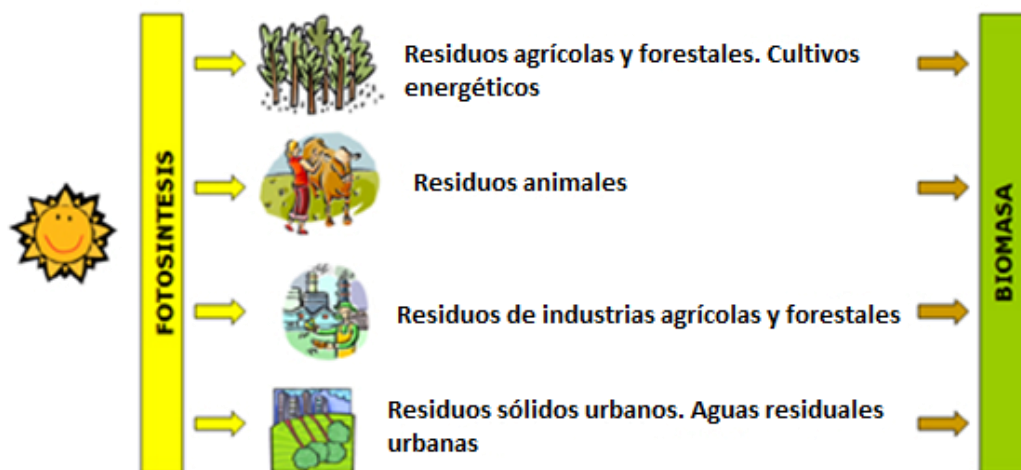 FOTOSINTESIS
Residuos agrícolas y forestales. Cultivos
energéticos
Residuos animales
Residuos de industrias agrícolas y forestales
Residuos sólidos urbanos. Aguas residuales
urbanas
BIOMASA